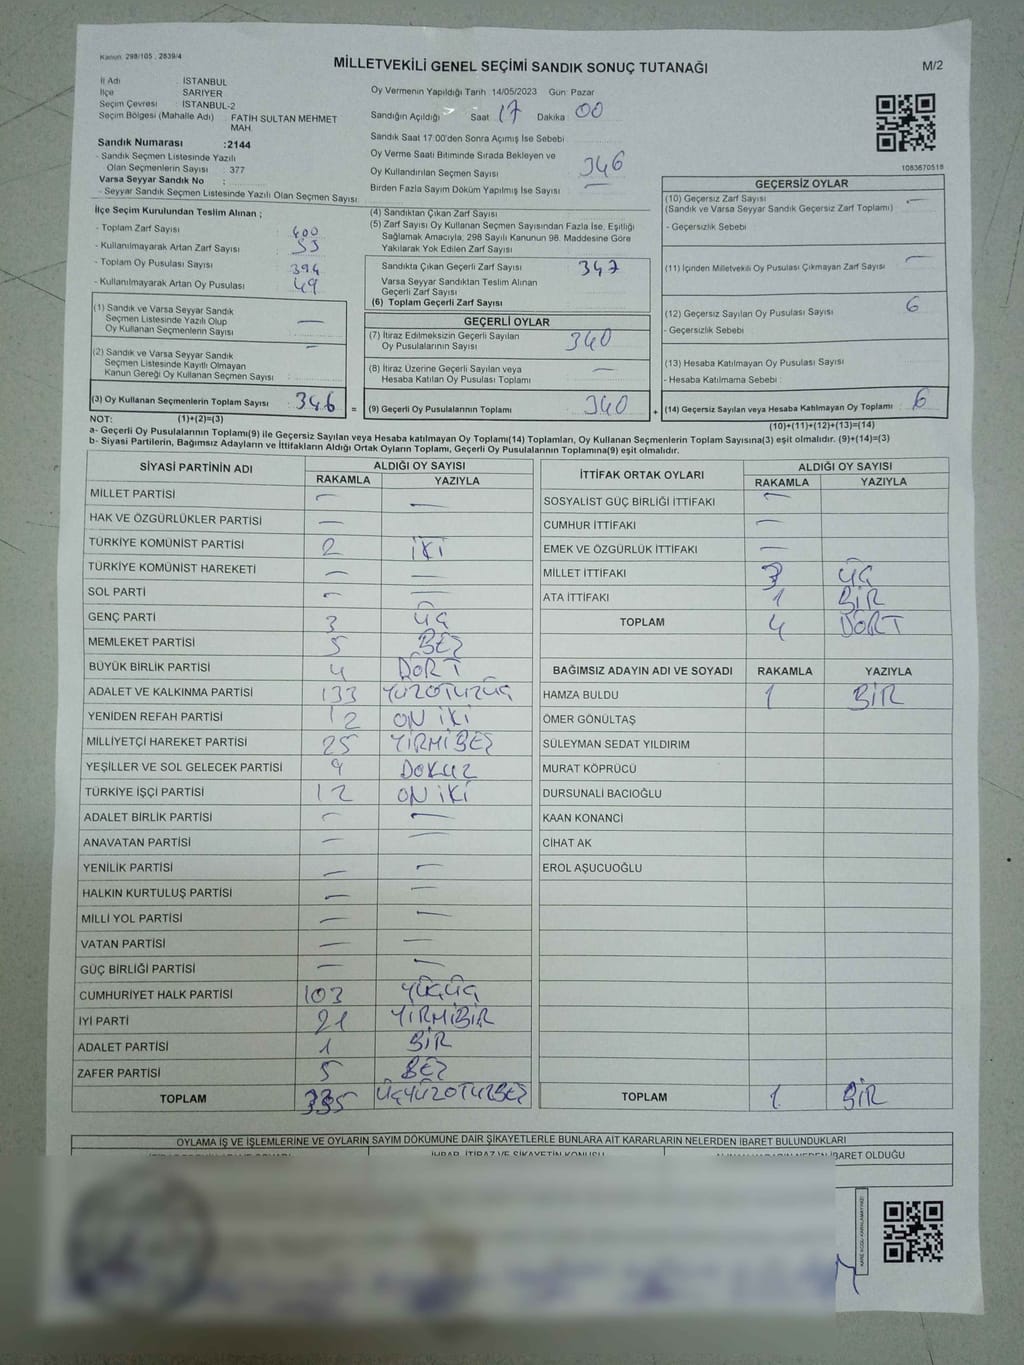 Kanun 298/105, 2839/4
MİLLETVEKİLİ GENEL SEÇİMİ SANDIK SONUÇ TUTANAĞI
M/2
İl Adı : İSTANBUL
İlçe : SARIYER
Seçim Çevresi : İSTANBUL-2
Seçim Bölgesi (Mahalle Adı) : FATİH SULTAN MEHMET MAH.
Sandık Numarası :2144
- Sandık Seçmen Listesinde Yazılı
Olan Seçmenlerin Sayısı : 377
Varsa Seyyar Sandık No :
- Seyyar Sandık Seçmen Listesinde Yazılı Olan Seçmen Sayısı:
Oy Vermenin Yapıldığı Tarih 14/05/2023 Gün: Pazar
Sandığın Açıldığı Saat 17 Dakika 00
Sandık Saat 17 00'den Sonra Açımış İse Sebebi
Oy Verme Saati Bitiminde Sırada Bekleyen ve
Oy Kullandırılan Seçmen Sayısı 346
Birden Fazla Sayım Döküm Yapılmış İse Sayısı —
1083670518
İlçe Seçim Kurulundan Teslim Alınan ;
- Toplam Zarf Sayısı 400
- Kullanılmayarak Artan Zarf Sayısı 53
- Toplam Oy Pusulası Sayısı 394
- Kullanılmayarak Artan Oy Pusulası 49
(1) Sandık ve Varsa Seyyar Sandık
Seçmen Listesinde Yazılı Olup
Oy Kullanan Seçmenlerin Sayısı —
(2) Sandık ve Varsa Seyyar Sandık
Seçmen Listesinde Kayıtlı Olmayan
Kanun Gereği Oy Kullanan Seçmen Sayısı —
(3) Oy Kullanan Seçmenlerin Toplam Sayısı 346 =
(4) Sandıktan Çıkan Zarf Sayısı
(5) Zarf Sayısı Oy Kullanan Seçmen Sayısından Fazla İse, Eşitliği
Sağlamak Amacıyla, 298 Sayılı Kanunun 98. Maddesine Göre
Yakılarak Yok Edilen Zarf Sayısı
Sandıkta Çıkan Geçerli Zarf Sayısı 347
Varsa Seyyar Sandıktan Teslim Alınan
Geçerli Zarf Sayısı
(6) Toplam Geçerli Zarf Sayısı
GEÇERLİ OYLAR
(7) İtiraz Edilmeksizin Geçerli Sayılan
Oy Pusulalarının Sayısı 340
(8) İtiraz Üzerine Geçerli Sayılan veya
Hesaba Katılan Oy Pusulası Toplamı —
(9) Geçerli Oy Pusulalarının Toplamı 340 +
GEÇERSİZ OYLAR
(10) Geçersiz Zarf Sayısı —
(Sandık ve Varsa Seyyar Sandık Geçersiz Zarf Toplamı)
- Geçersizlik Sebebi
(11) İçinden Milletvekili Oy Pusulası Çıkmayan Zarf Sayısı —
(12) Geçersiz Sayılan Oy Pusulası Sayısı 6
- Geçersizlik Sebebi
(13) Hesaba Katılmayan Oy Pusulası Sayısı
- Hesaba Katılmama Sebebi :
(14) Geçersiz Sayılan veya Hesaba Katılmayan Oy Toplamı 6
NOT: (1)+(2)=(3)
(10)+(11)+(12)+(13)=(14)
a- Geçerli Oy Pusulalarının Toplamı(9) ile Geçersiz Sayılan veya Hesaba katılmayan Oy Toplamı(14) Toplamları, Oy Kullanan Seçmenlerin Toplam Sayısına(3) eşit olmalıdır. (9)+(14)=(3)
b- Siyasi Partilerin, Bağımsız Adayların ve İttifakların Aldığı Ortak Oyların Toplamı, Geçerli Oy Pusulalarının Toplamına(9) eşit olmalıdır.
SİYASİ PARTİNİN ADI ALDIĞI OY SAYISI
RAKAMLA YAZIYLA
MİLLET PARTİSİ — —
HAK VE ÖZGÜRLÜKLER PARTİSİ —
TÜRKİYE KOMÜNİST PARTİSİ 2 İKİ
TÜRKİYE KOMÜNİST HAREKETİ — —
SOL PARTİ — —
GENÇ PARTİ 3 ÜÇ
MEMLEKET PARTİSİ 5 BEŞ
BÜYÜK BİRLİK PARTİSİ 4 DÖRT
ADALET VE KALKINMA PARTİSİ 133 YÜZOTUZÜÇ
YENİDEN REFAH PARTİSİ 12 ON İKİ
MİLLİYETÇİ HAREKET PARTİSİ 25 YİRMİBEŞ
YEŞİLLER VE SOL GELECEK PARTİSİ 9 DOKUZ
TÜRKİYE İŞÇİ PARTİSİ 12 ON İKİ
ADALET BİRLİK PARTİSİ — —
ANAVATAN PARTİSİ — —
YENİLİK PARTİSİ — —
HALKIN KURTULUŞ PARTİSİ — —
MİLLİ YOL PARTİSİ — —
VATAN PARTİSİ — —
GÜÇ BİRLİĞİ PARTİSİ — —
CUMHURİYET HALK PARTİSİ 103 YÜZÜÇ
İYİ PARTİ 21 YİRMİBİR
ADALET PARTİSİ 1 BİR
ZAFER PARTİSİ 5 BEŞ
TOPLAM 335 ÜÇYÜZOTUZBEŞ
İTTİFAK ORTAK OYLARI ALDIĞI OY SAYISI
RAKAMLA YAZIYLA
SOSYALİST GÜÇ BİRLİĞİ İTTİFAKI —
CUMHUR İTTİFAKI —
EMEK VE ÖZGÜRLÜK İTTİFAKI —
MİLLET İTTİFAKI 3 ÜÇ
ATA İTTİFAKI 1 BİR
TOPLAM 4 DÖRT
BAĞIMSIZ ADAYIN ADI VE SOYADI RAKAMLA YAZIYLA
HAMZA BULDU 1 BİR
ÖMER GÖNÜLTAŞ
SÜLEYMAN SEDAT YILDIRIM
MURAT KÖPRÜCÜ
DURSUNALİ BACIOĞLU
KAAN KONANCİ
CİHAT AK
EROL AŞUCUOĞLU
TOPLAM 1 BİR
OYLAMA İŞ VE İŞLEMLERİNE VE OYLARIN SAYIM DÖKÜMÜNE DAİR ŞİKAYETLERLE BUNLARA AİT KARARLARIN NELERDEN İBARET BULUNDUKLARI
İHBAR, İTİRAZ VE ŞİKAYETİN KONUSU
İBARET OLDUĞU